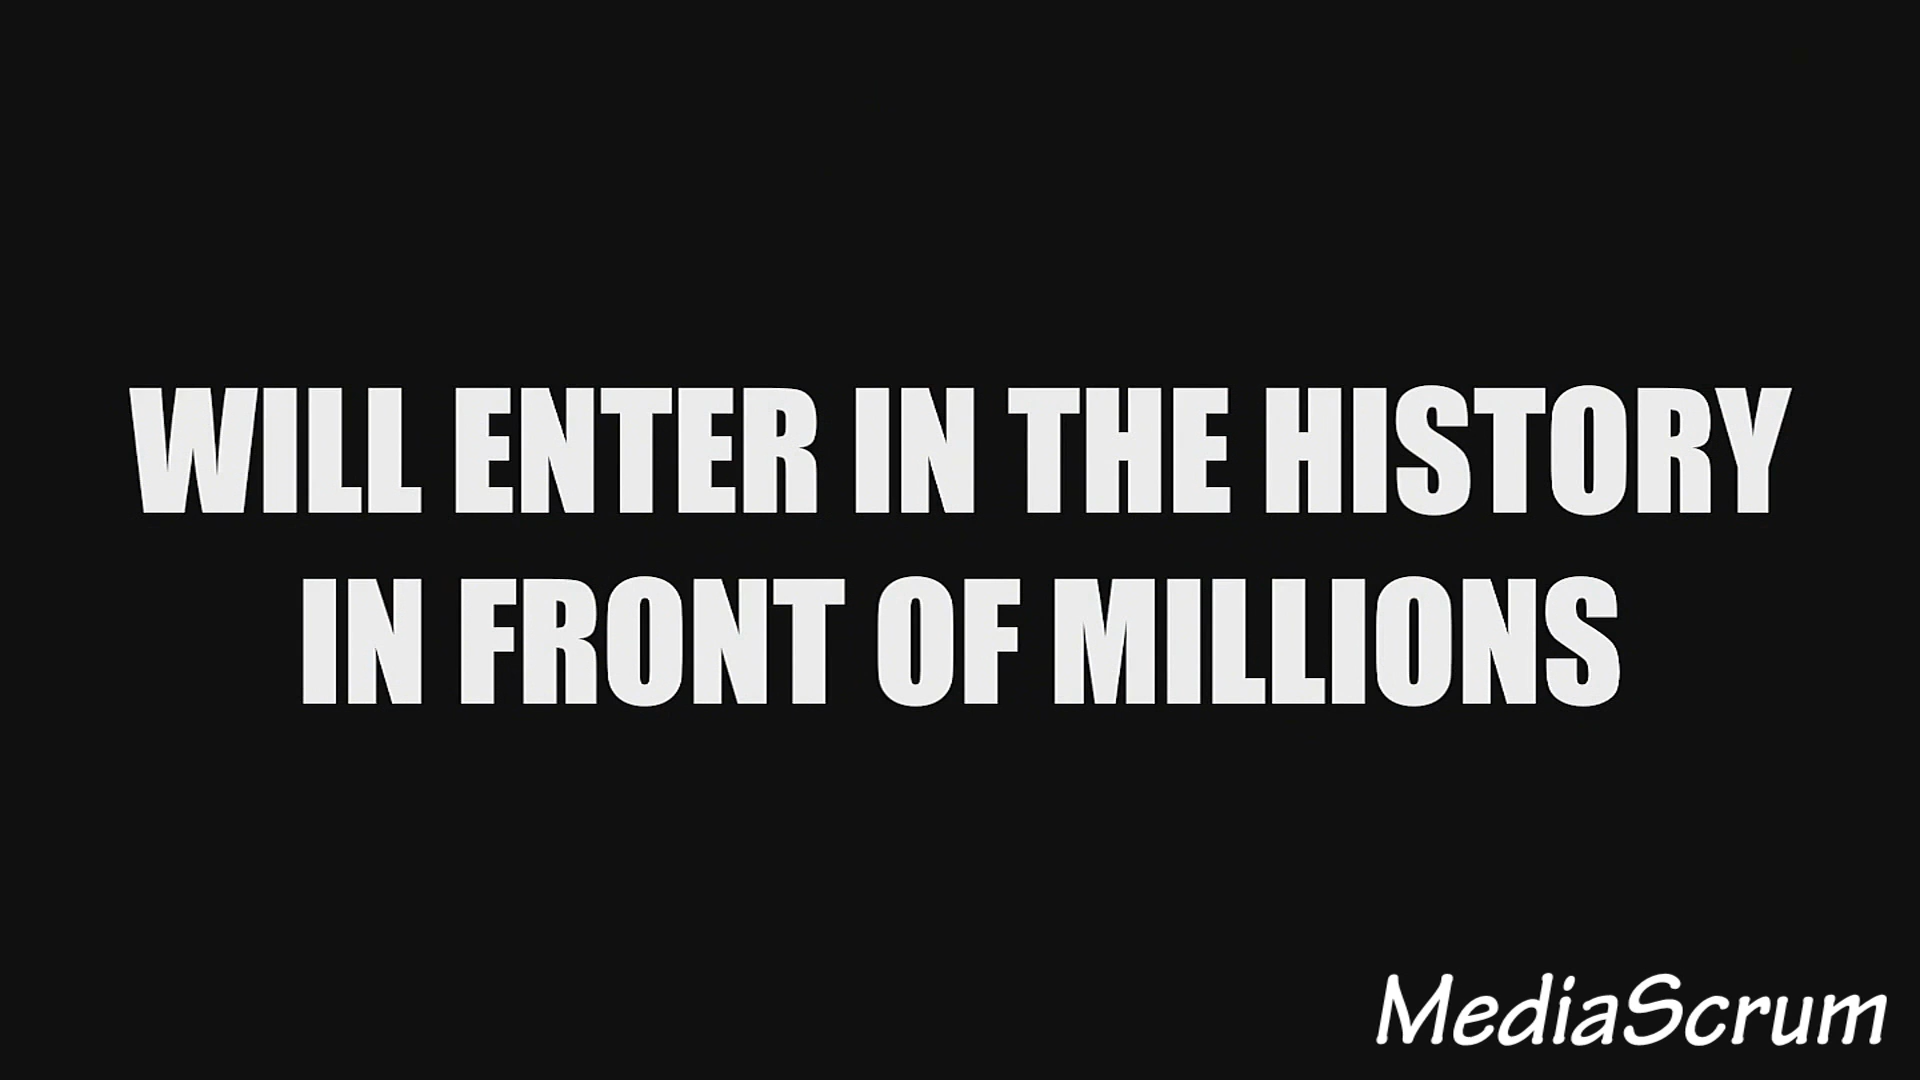 WILL ENTER IN THE HISTORY
IN FRONT OF MILLIONS
MediaScrum